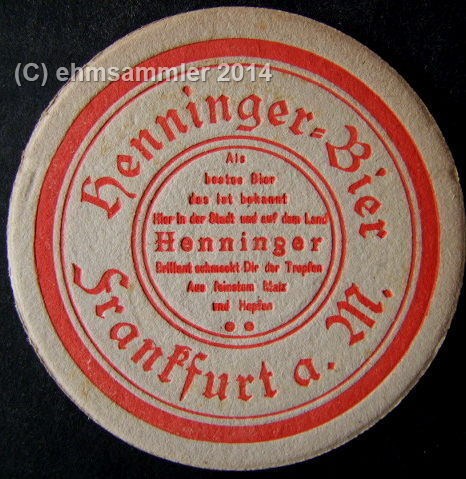 (C) ehmsammler 2014
Henninger=Bier
Als
bestes Bier
das ist bekannt
Hier in der Stadt und auf dem Land
Henninger
Brillant schmeckt Dir der Tropfen
Aus feinstem Malz
und Hopfen
Frankfurt a. M.